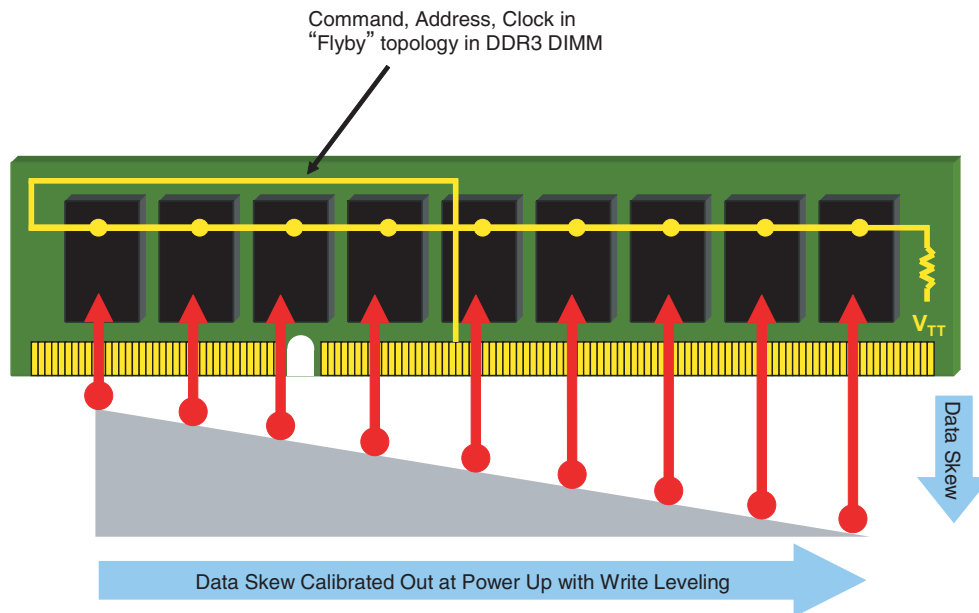 Command, Address, Clock in
“Flyby” topology in DDR3 DIMM
VTT
Data Skew
Data Skew Calibrated Out at Power Up with Write Leveling